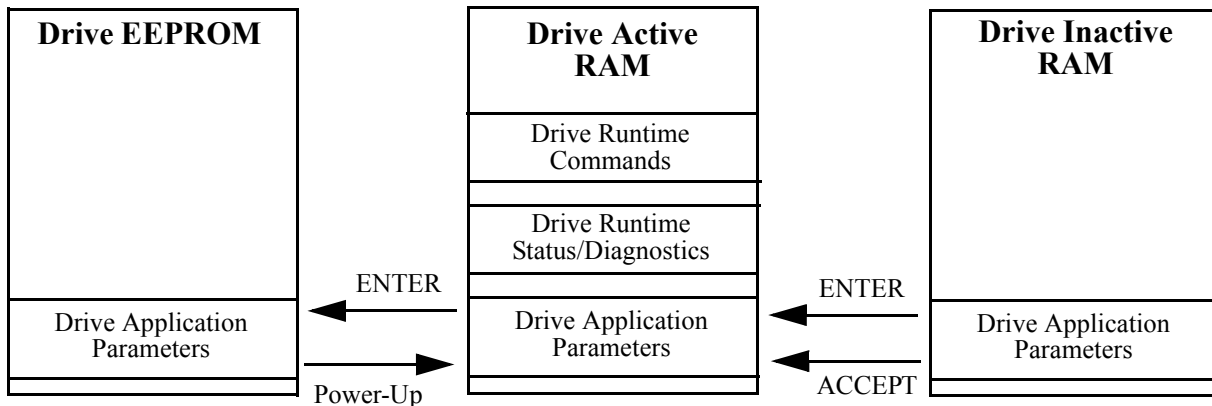 Drive EEPROM
Drive Application
Parameters
ENTER
Power-Up
Drive Active
RAM
Drive Runtime
Commands
Drive Runtime
Status/Diagnostics
Drive Application
Parameters
ENTER
ACCEPT
Drive Inactive
RAM
Drive Application
Parameters